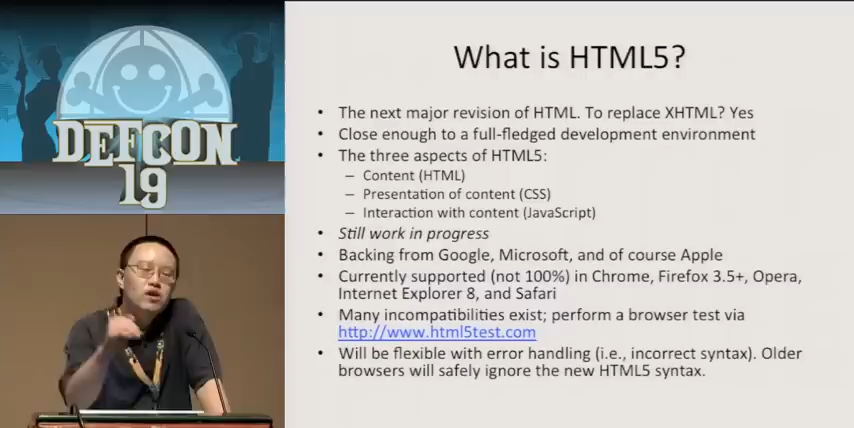 DEFCON
19
What is HTML5?
• The next major revision of HTML. To replace XHTML? Yes
• Close enough to a full-fledged development environment
• The three aspects of HTML5:
– Content (HTML)
– Presentation of content (CSS)
– Interaction with content (JavaScript)
• Still work in progress
• Backing from Google, Microsoft, and of course Apple
• Currently supported (not 100%) in Chrome, Firefox 3.5+, Opera,
Internet Explorer 8, and Safari
• Many incompatibilities exist; perform a browser test via
http://www.html5test.com
• Will be flexible with error handling (i.e., incorrect syntax). Older
browsers will safely ignore the new HTML5 syntax.